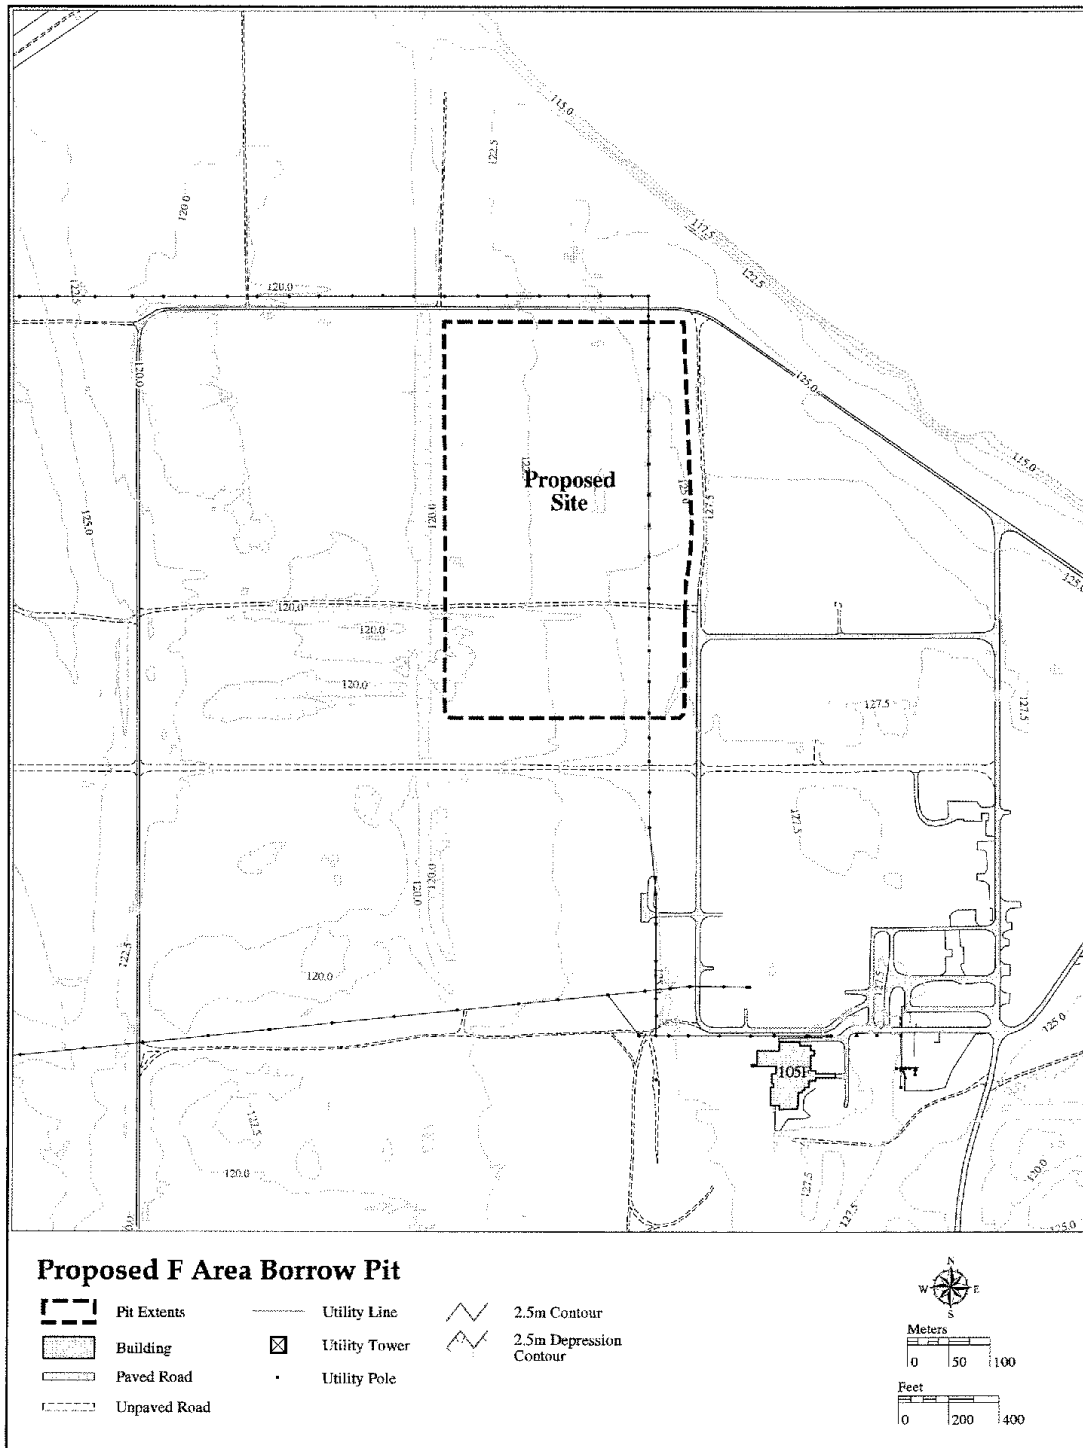 115.0
122.5
120.0
117.5
122.5
122.5
120.0
120.0
125.0
115.0
Proposed
Site
125.0
127.5
120.0
125.0
125.0
120.0
120.0
120.0
127.5
127.5
127.5
120.0
120.0
122.5
120.0
127.5
125.0
105F
122.5
120.0
127.5
127.5
120.0
125.0
Proposed F Area Borrow Pit
Pit Extents
Building
Paved Road
Unpaved Road
Utility Line
Utility Tower
Utility Pole
2.5m Contour
2.5m Depression
Contour
N
W E
S
Meters
0 50 100
Feet
0 200 400